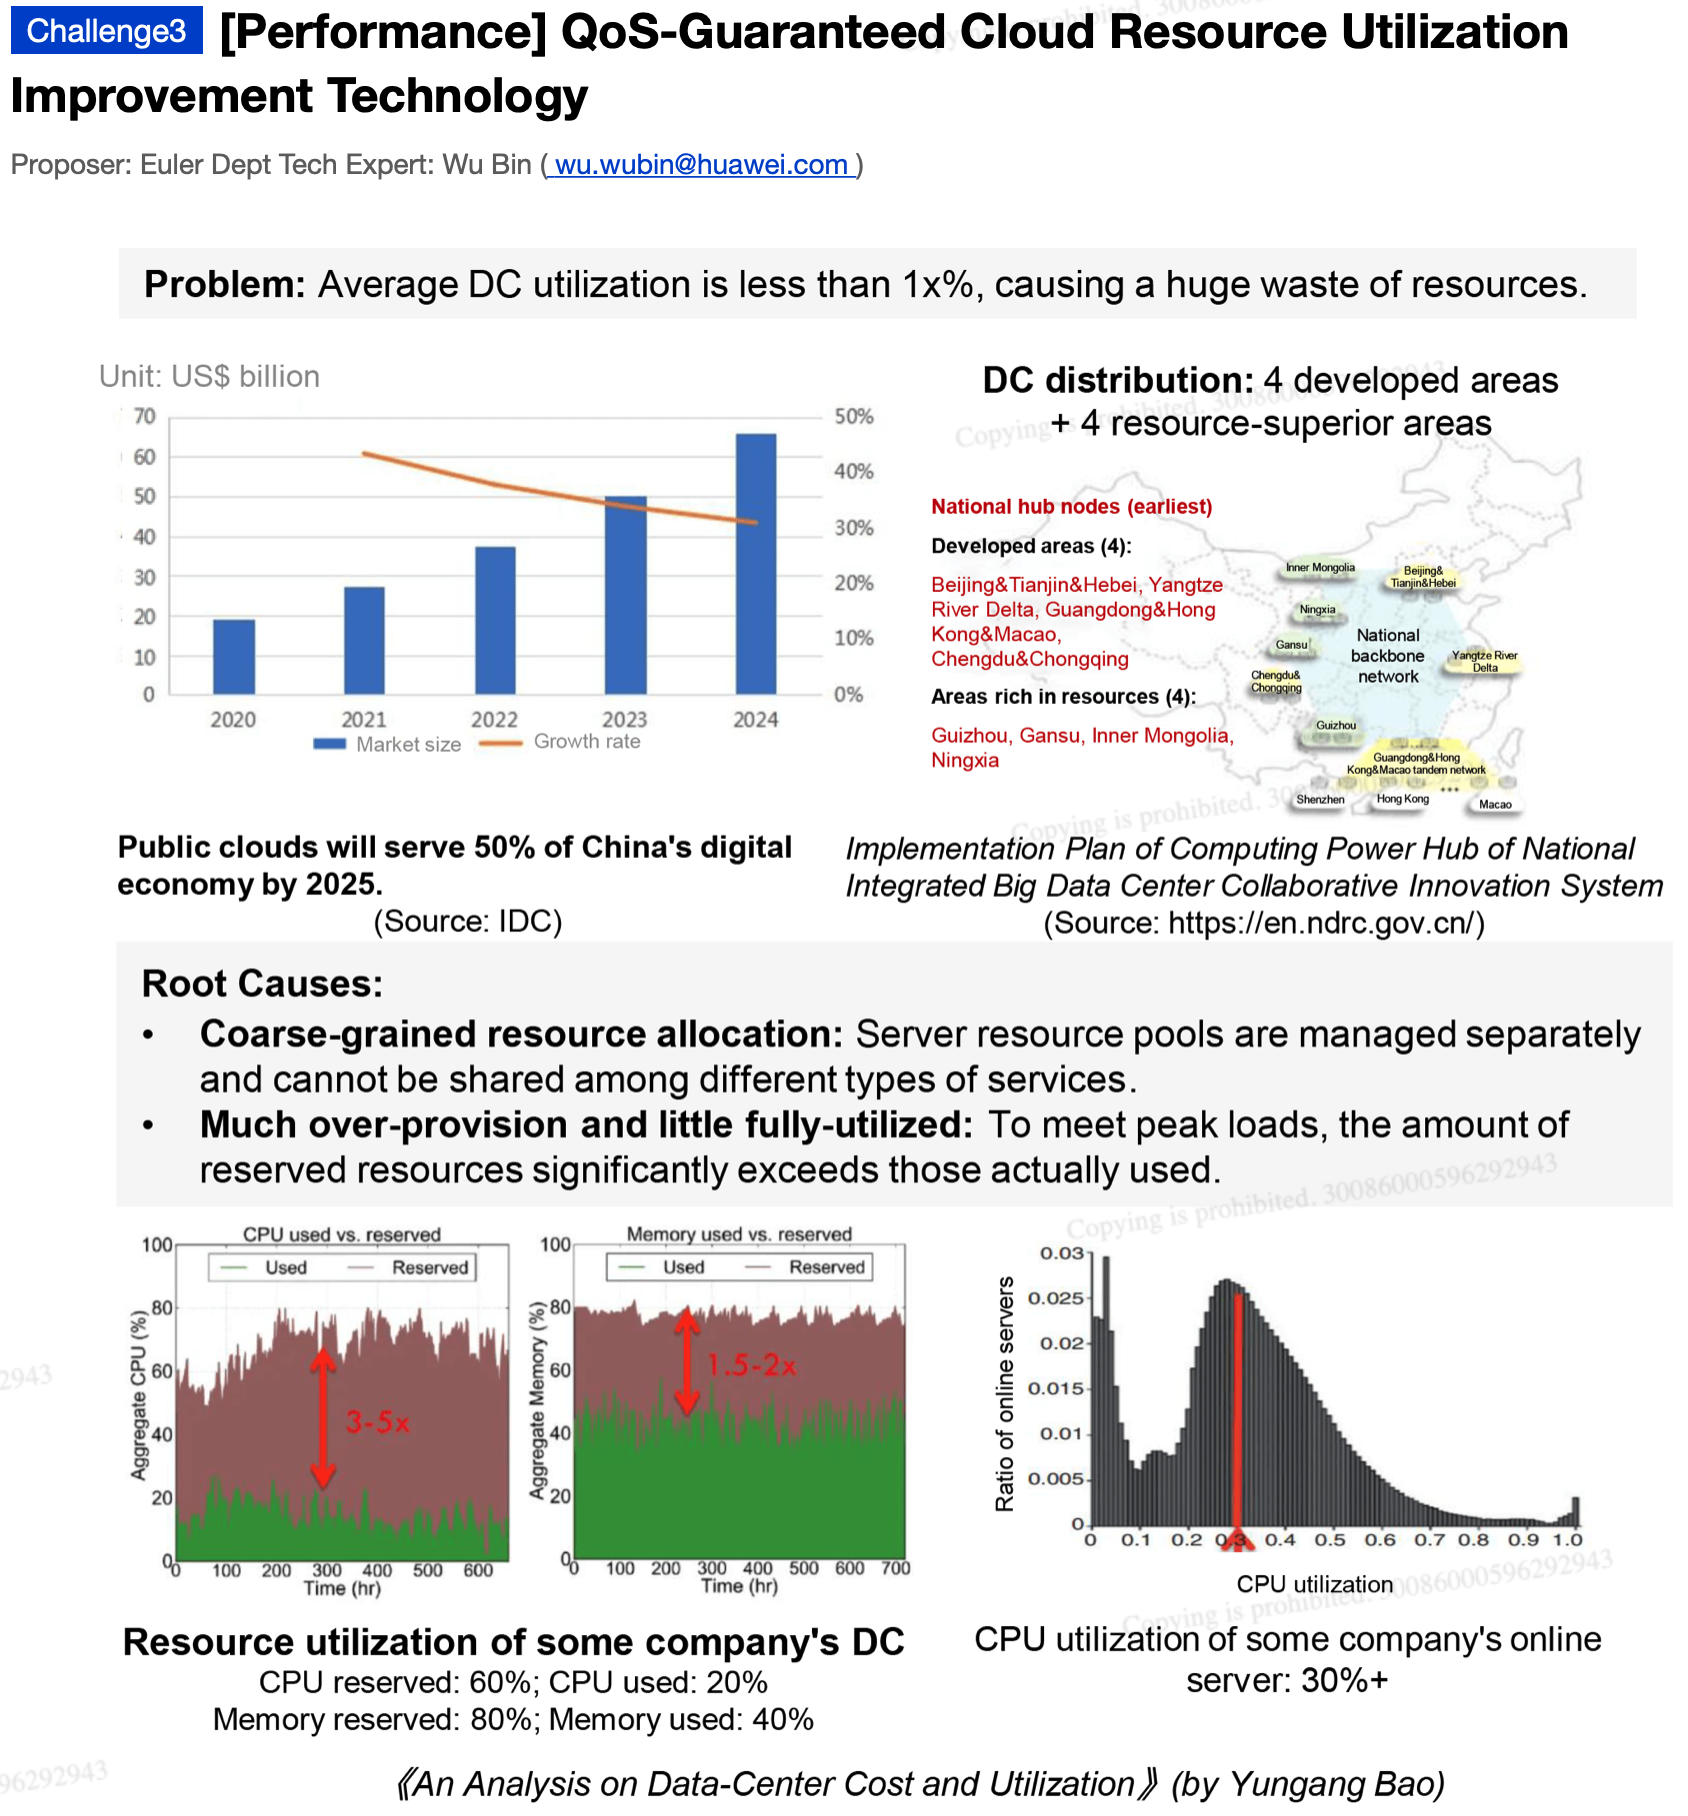 Challenge3 [Performance] QoS-Guaranteed Cloud Resource Utilization
Improvement Technology
Proposer: Euler Dept Tech Expert: Wu Bin ( wu.wubin@huawei.com )
Problem: Average DC utilization is less than 1x%, causing a huge waste of resources.
Unit: US$ billion
70
60
50
40
30
20
10
0
50%
40%
30%
20%
10%
0%
2020 2021 2022 2023 2024
Market size Growth rate
Public clouds will serve 50% of China's digital
economy by 2025.
(Source: IDC)
DC distribution: 4 developed areas
+ 4 resource-superior areas
National hub nodes (earliest)
Developed areas (4):
Beijing&Tianjin&Hebei, Yangtze
River Delta, Guangdong&Hong
Kong&Macao,
Chengdu&Chongqing
Areas rich in resources (4):
Guizhou, Gansu, Inner Mongolia,
Ningxia
Inner Mongolia
Beijing&
Tianjin&Hebei
Ningxia
Gansu
National
backbone
network
Yangtze River
Delta
Chengdu&
Chongqing
Guizhou
Guangdong&Hong
Kong&Macao tandem network
...
Shenzhen
Hong Kong
Macao
Implementation Plan of Computing Power Hub of National
Integrated Big Data Center Collaborative Innovation System
(Source: https://en.ndrc.gov.cn/)
Root Causes:
• Coarse-grained resource allocation: Server resource pools are managed separately
and cannot be shared among different types of services.
• Much over-provision and little fully-utilized: To meet peak loads, the amount of
reserved resources significantly exceeds those actually used.
CPU used vs. reserved
Used Reserved
Aggregate CPU (%)
100
80
60
40
20
0
3-5x
0 100 200 300 400 500 600
Time (hr)
Memory used vs. reserved
Used Reserved
Aggregate Memory (%)
100
80
60
40
20
0
1.5-2x
0 100 200 300 400 500 600 700
Time (hr)
Ratio of online servers
0.03
0.025
0.02
0.015
0.01
0.005
0
0 0.1 0.2 0.3 0.4 0.5 0.6 0.7 0.8 0.9 1.0
CPU utilization
Resource utilization of some company's DC
CPU reserved: 60%; CPU used: 20%
Memory reserved: 80%; Memory used: 40%
CPU utilization of some company's online
server: 30%+
《An Analysis on Data-Center Cost and Utilization》 (by Yungang Bao)
Copying is prohibited. 30086000596292943
Copying is prohibited. 30086000596292943
2943
96292943